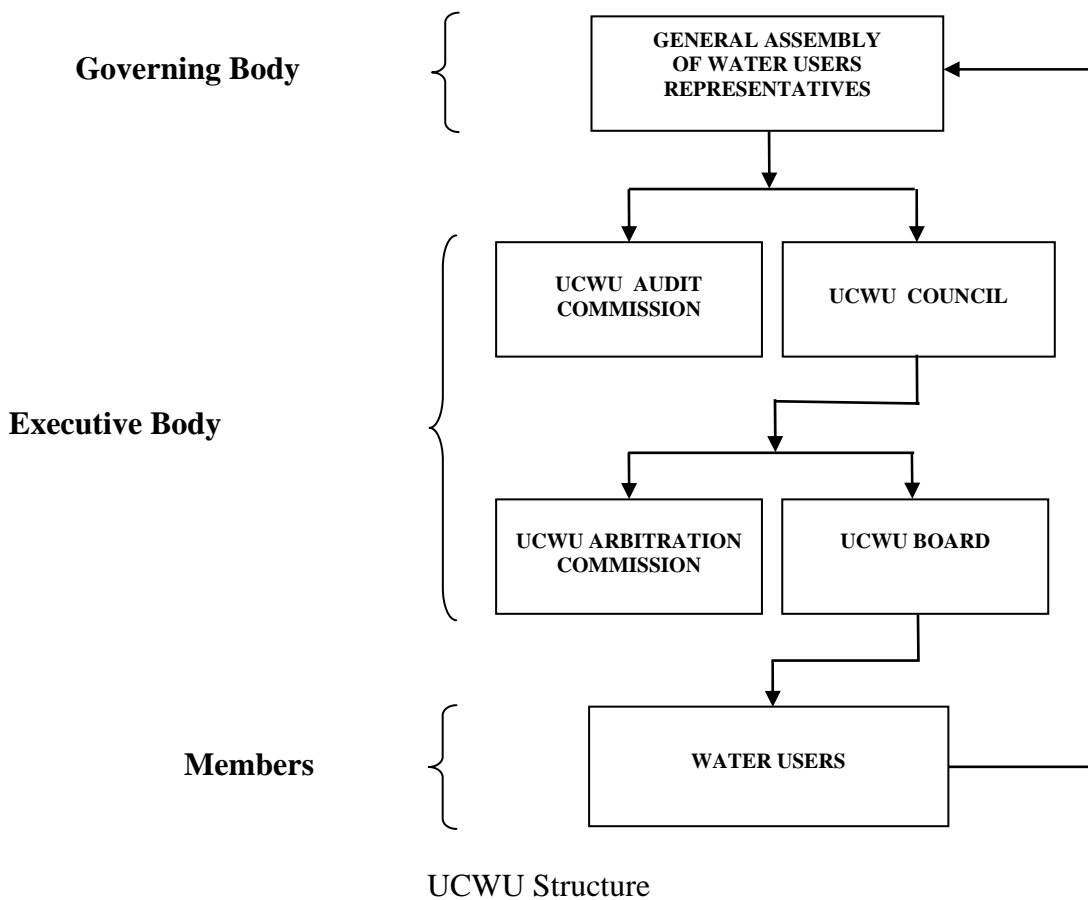 Governing Body
GENERAL ASSEMBLY
OF WATER USERS
REPRESENTATIVES
UCWU AUDIT
COMMISSION
UCWU COUNCIL
Executive Body
UCWU ARBITRATION
COMMISSION
UCWU BOARD
Members
WATER USERS
UCWU Structure